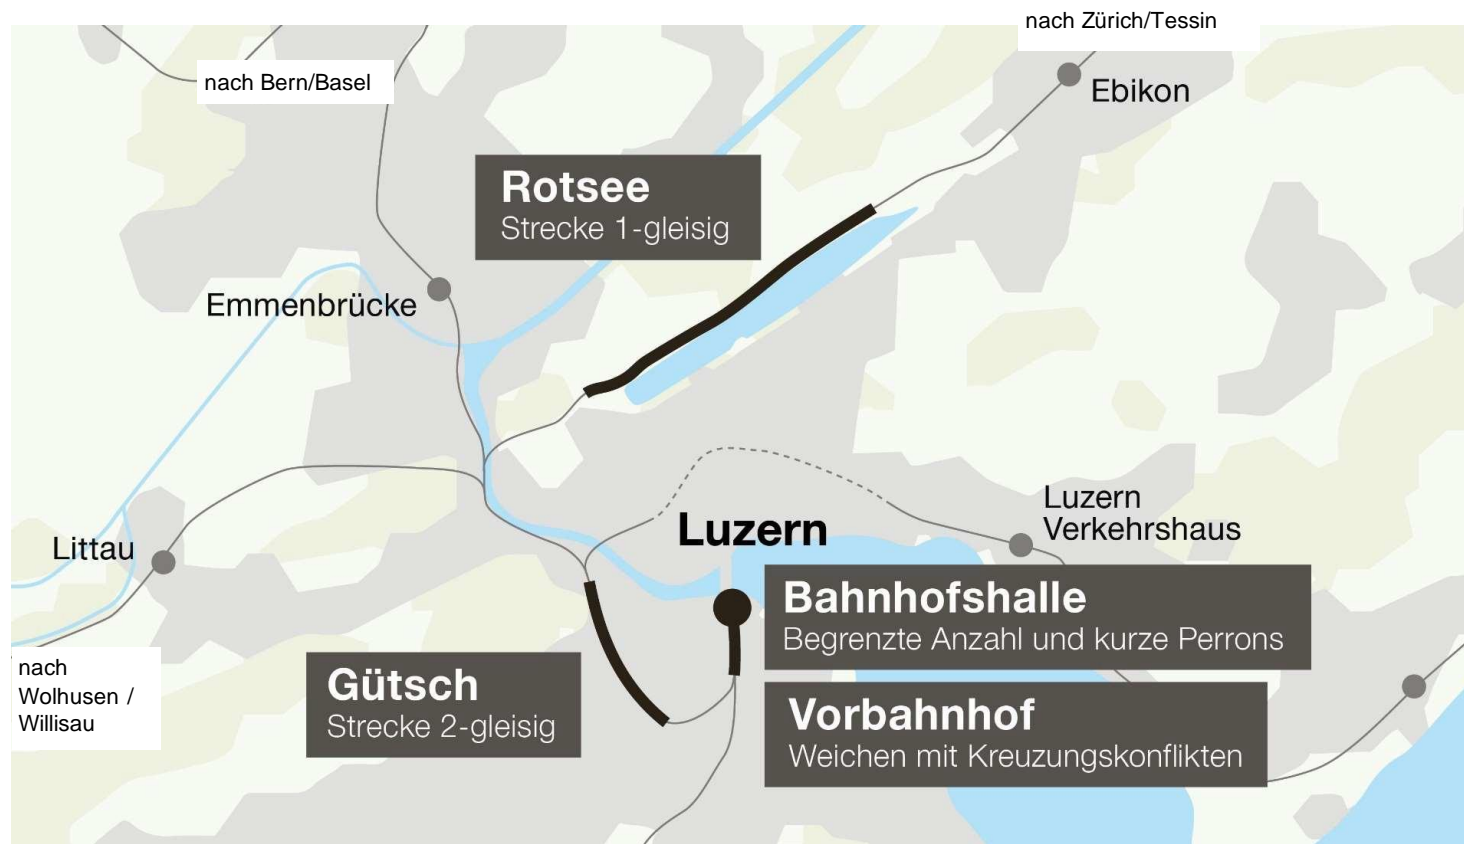 nach Zürich/Tessin
nach Bern/Basel
Ebikon
Rotsee
Strecke 1-gleisig
Emmenbrücke
Luzern
Verkehrshaus
Luzern
Littau
Bahnhofshalle
Begrenzte Anzahl und kurze Perrons
nach
Wolhusen /
Willisau
Gütsch
Strecke 2-gleisig
Vorbahnhof
Weichen mit Kreuzungskonflikten